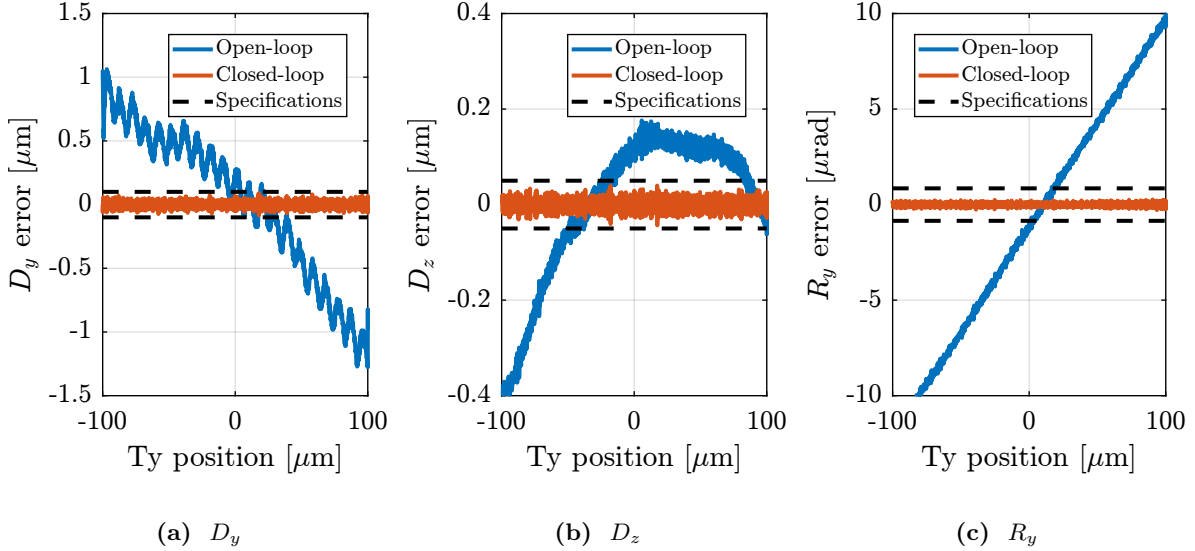 1.5
1
0.5
0
-0.5
-1
-1.5
D_y error [μm]
Open-loop
Closed-loop
Specifications
-100 0 100
Ty position [μm]
(a) D_y
0.4
0.2
0
-0.2
-0.4
D_z error [μm]
Open-loop
Closed-loop
Specifications
-100 0 100
Ty position [μm]
(b) D_z
10
5
0
-5
-10
R_y error [μrad]
Open-loop
Closed-loop
Specifications
-100 0 100
Ty position [μm]
(c) R_y